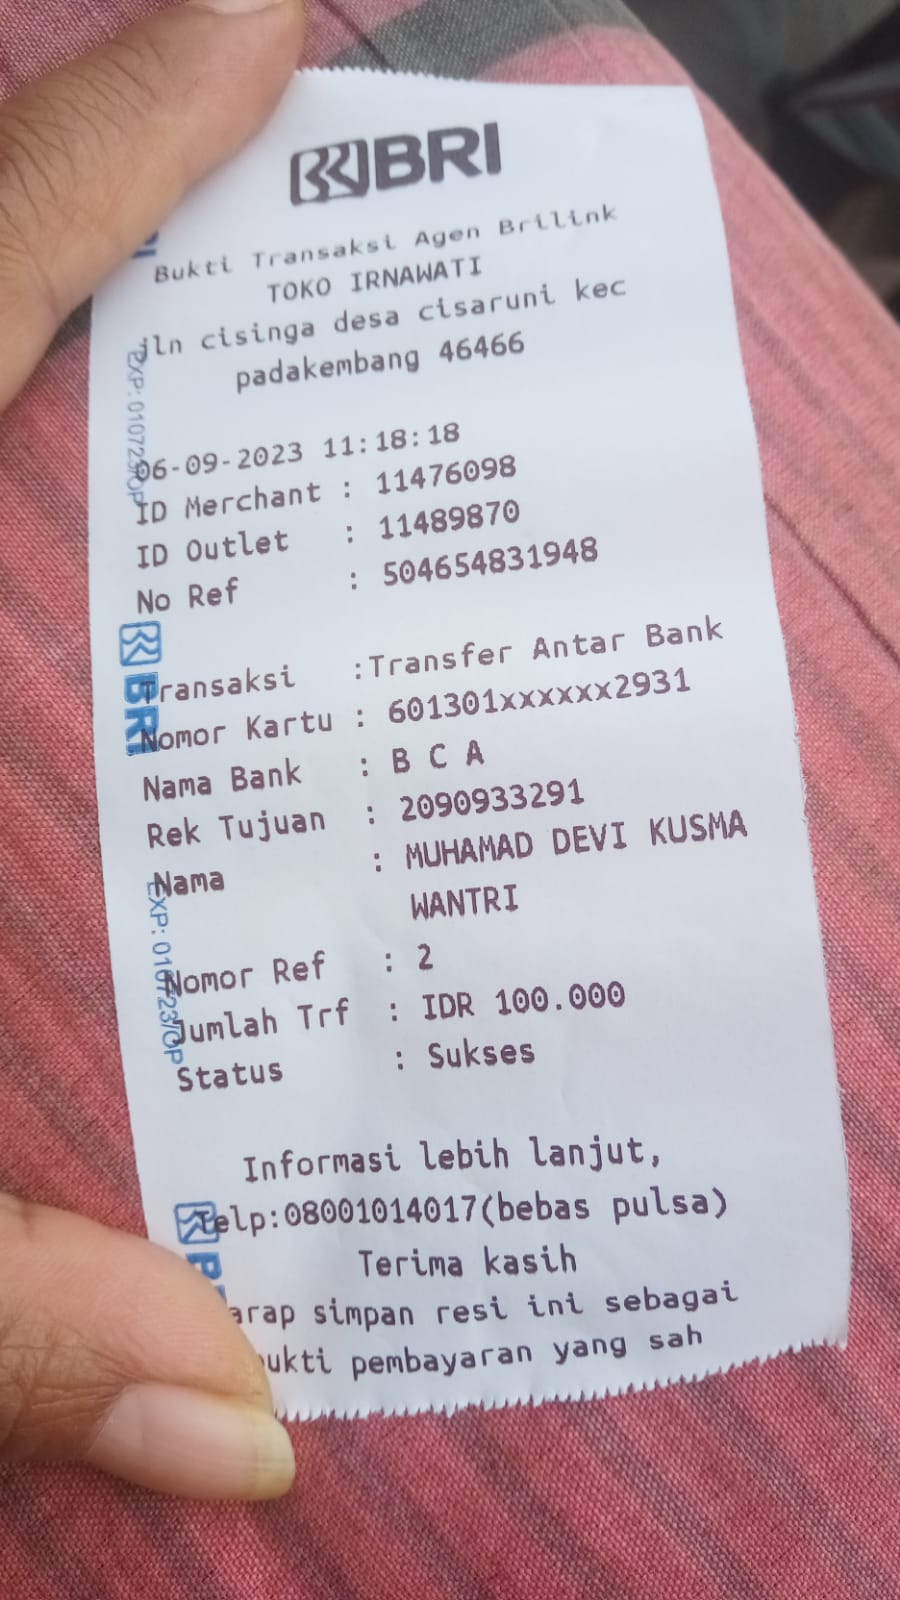 BRI
Bukti Transaksi Agen Brilink
TOKO IRNAWATI
jln cisinga desa cisaruni kec
padakembang 46466
06-09-2023 11:18:18
ID Merchant : 11476098
ID Outlet : 11489870
No Ref : 504654831948
Transaksi :Transfer Antar Bank
Nomor Kartu : 601301xxxxxx2931
Nama Bank : B C A
Rek Tujuan : 2090933291
Nama : MUHAMAD DEVI KUSMA
WANTRI
Nomor Ref : 2
Jumlah Trf : IDR 100.000
Status : Sukses
Informasi lebih lanjut,
Telp:08001014017(bebas pulsa)
Terima kasih
arap simpan resi ini sebagai
ukti pembayaran yang sah
EXP: 010723/OP
BRI
EXP: 010723/OP